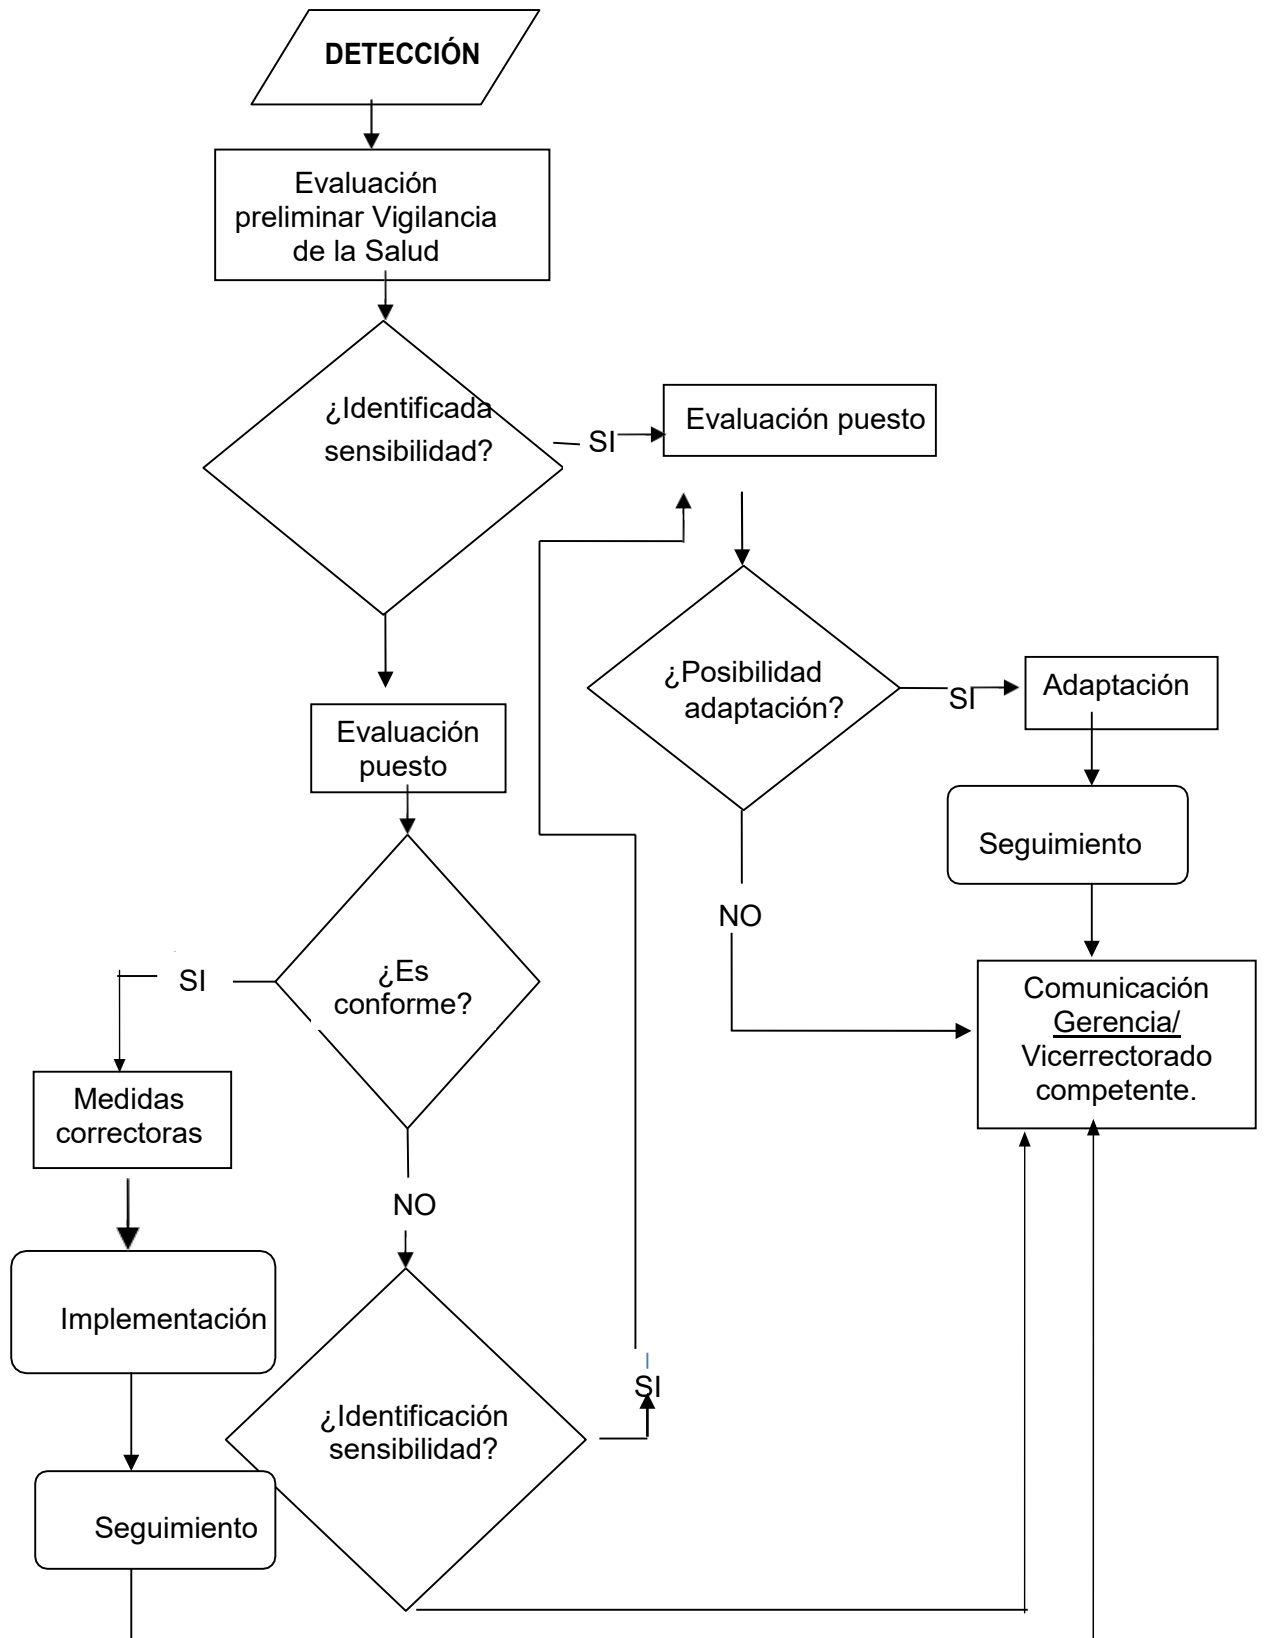 DETECCIÓN
Evaluación
preliminar Vigilancia
de la Salud
¿Identificada
sensibilidad?
SI
Evaluación puesto
¿Posibilidad
adaptación?
SI
Adaptación
Seguimiento
NO
Comunicación
Gerencia/
Vicerrectorado
competente.
Evaluación
puesto
¿Es
conforme?
SI
Medidas
correctoras
NO
Implementación
¿Identificación
sensibilidad?
SI
Seguimiento